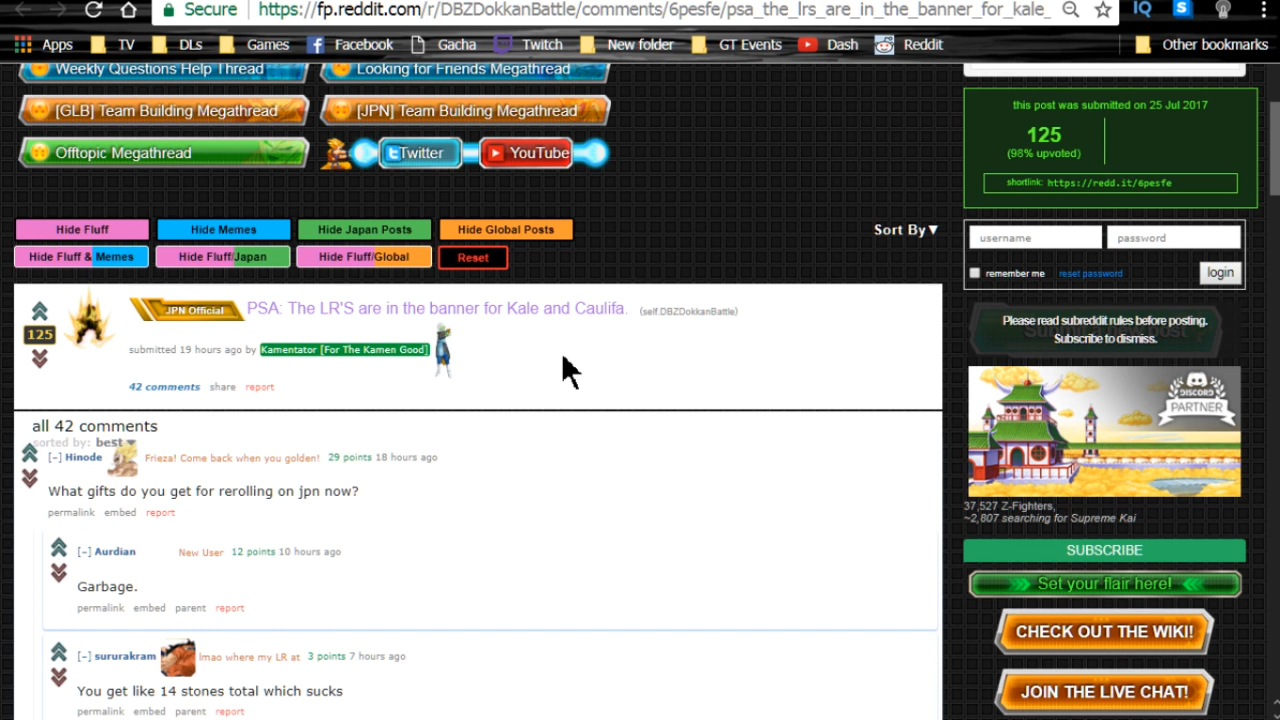 Secure https://fp.reddit.com/r/DBZDokkanBattle/comments/6pesfe/psa_the_lrs_are_in_the_banner_for_kale_
Apps TV DLs Games Facebook Gacha Twitch New folder GT Events Dash Reddit Other bookmarks
Weekly Questions Help Thread Looking for Friends Megathread
[GLB] Team Building Megathread [JPN] Team Building Megathread
Offtopic Megathread Twitter YouTube
this post was submitted on 25 Jul 2017
125
(98% upvoted)
shortlink: https://redd.it/6pesfe
Hide Fluff Hide Memes Hide Japan Posts Hide Global Posts Sort By▼
Hide Fluff & Memes Hide Fluff/Japan Hide Fluff/Global Reset
username password
remember me reset password login
125
JPN Official PSA: The LR'S are in the banner for Kale and Caulifa. (self.DBZDokkanBattle)
submitted 19 hours ago by Kamentator [For The Kamen Good]
42 comments share report
Please read subreddit rules before posting.
Subscribe to dismiss.
DISCORD
PARTNER
all 42 comments
sorted by: best▼
[–] Hinode Frieza! Come back when you golden! 29 points 18 hours ago
What gifts do you get for rerolling on jpn now?
permalink embed report
[–] Aurdian New User 12 points 10 hours ago
Garbage.
permalink embed parent report
[–] sururakram lmao where my LR at 3 points 7 hours ago
You get like 14 stones total which sucks
permalink embed parent report
37,527 Z-Fighters,
~2,807 searching for Supreme Kai
SUBSCRIBE
Set your flair here!
CHECK OUT THE WIKI!
JOIN THE LIVE CHAT!